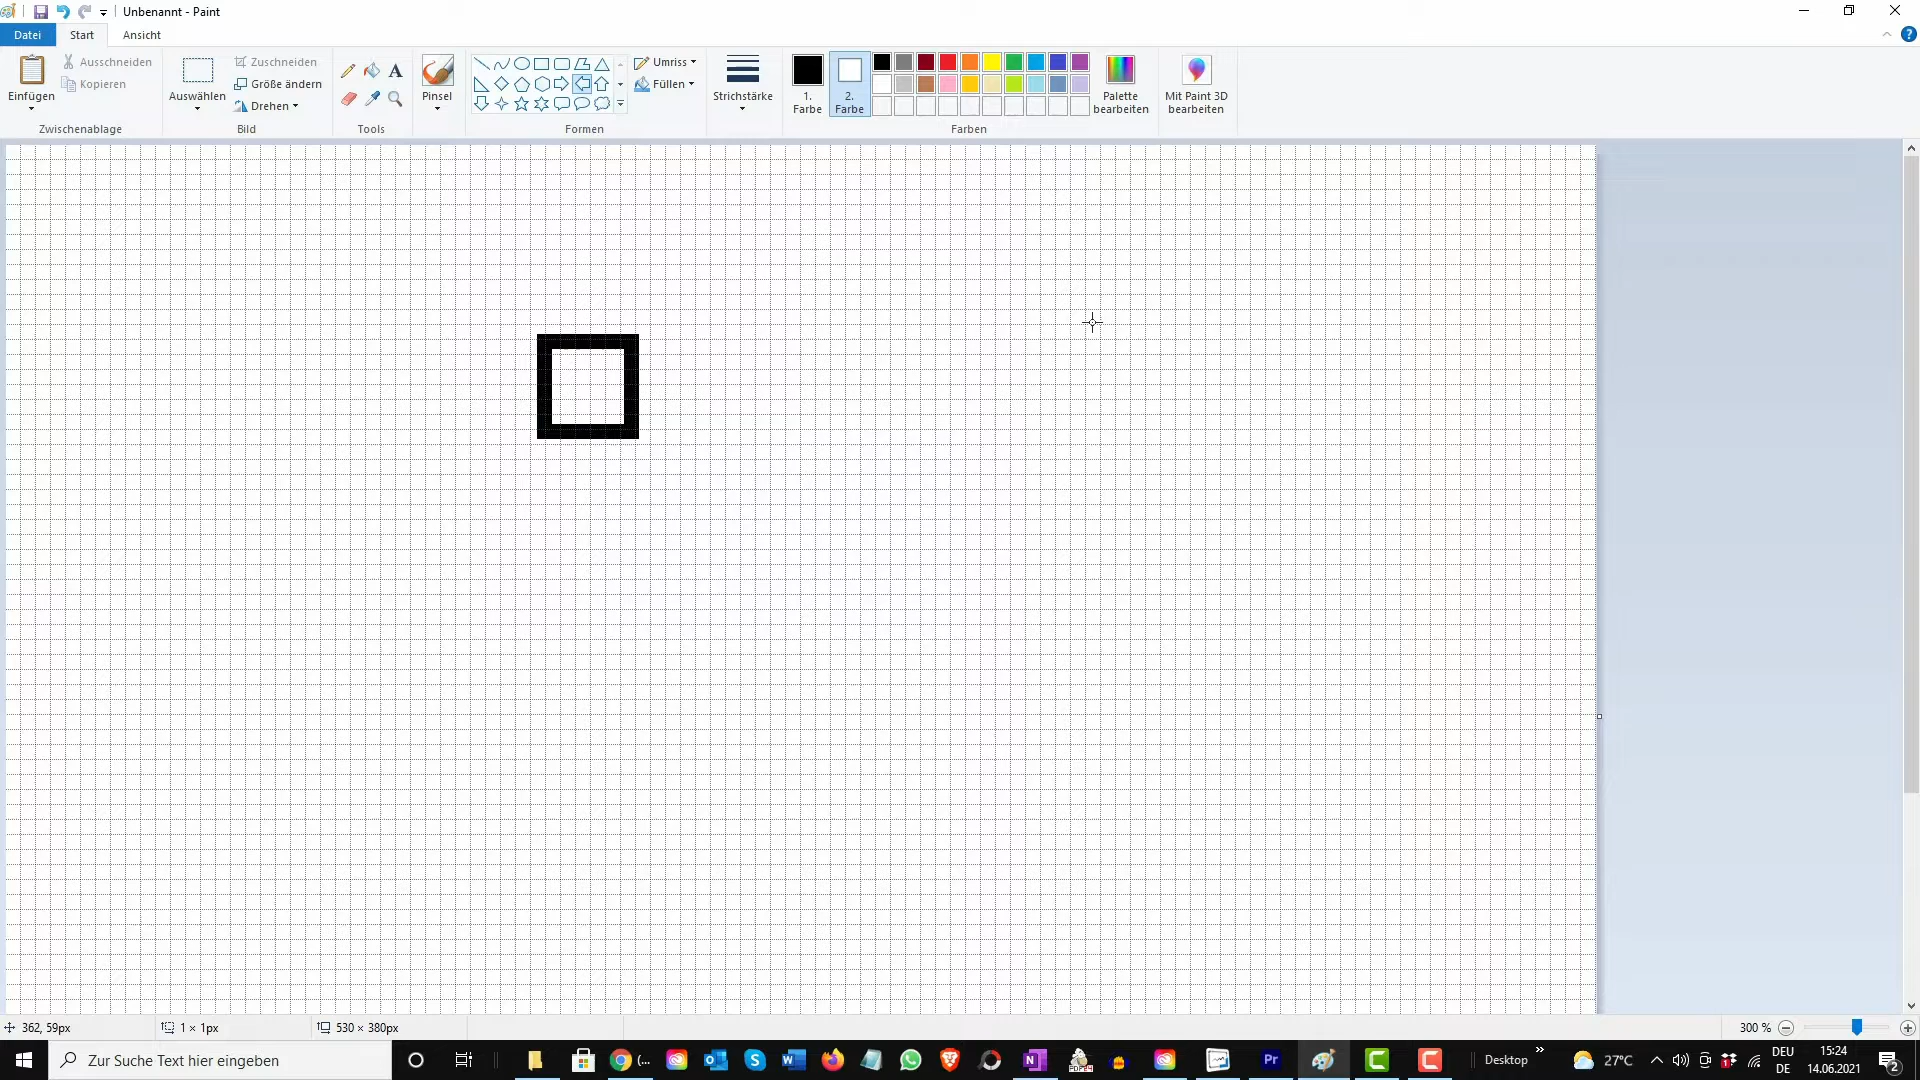 Unbenannt - Paint
Datei
Start
Ansicht
Einfügen
Ausschneiden
Kopieren
Zwischenablage
Auswählen
Zuschneiden
Größe ändern
Drehen
Bild
A
Tools
Pinsel
Formen
Umriss
Füllen
Strichstärke
1.
Farbe
2.
Farbe
Farben
Palette
bearbeiten
Mit Paint 3D
bearbeiten
362, 59px
1 × 1px
530 × 380px
300 %
Zur Suche Text hier eingeben
(...
Pr
Desktop
27°C
DEU
DE
15:24
14.06.2021
2